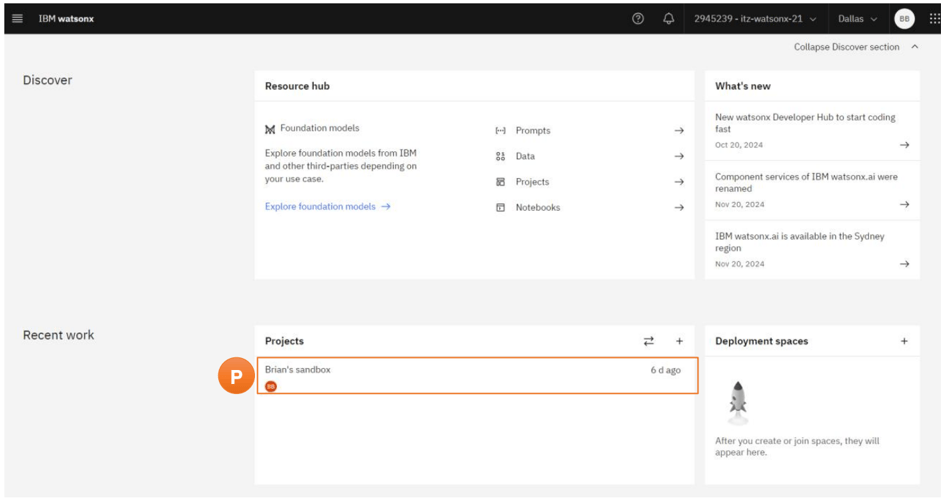 IBM watsonx
2945239 - itz-watsonx-21
Dallas
BB
Collapse Discover section
Discover
Resource hub
Foundation models
Explore foundation models from IBM
and other third-parties depending on
your use case.
Explore foundation models →
Prompts →
Data →
Projects →
Notebooks →
What's new
New watsonx Developer Hub to start coding
fast
Oct 20, 2024 →
Component services of IBM watsonx.ai were
renamed
Nov 20, 2024 →
IBM watsonx.ai is available in the Sydney
region
Nov 20, 2024 →
Recent work
Projects +
P
Brian's sandbox 6 d ago
BB
Deployment spaces +
After you create or join spaces, they will
appear here.